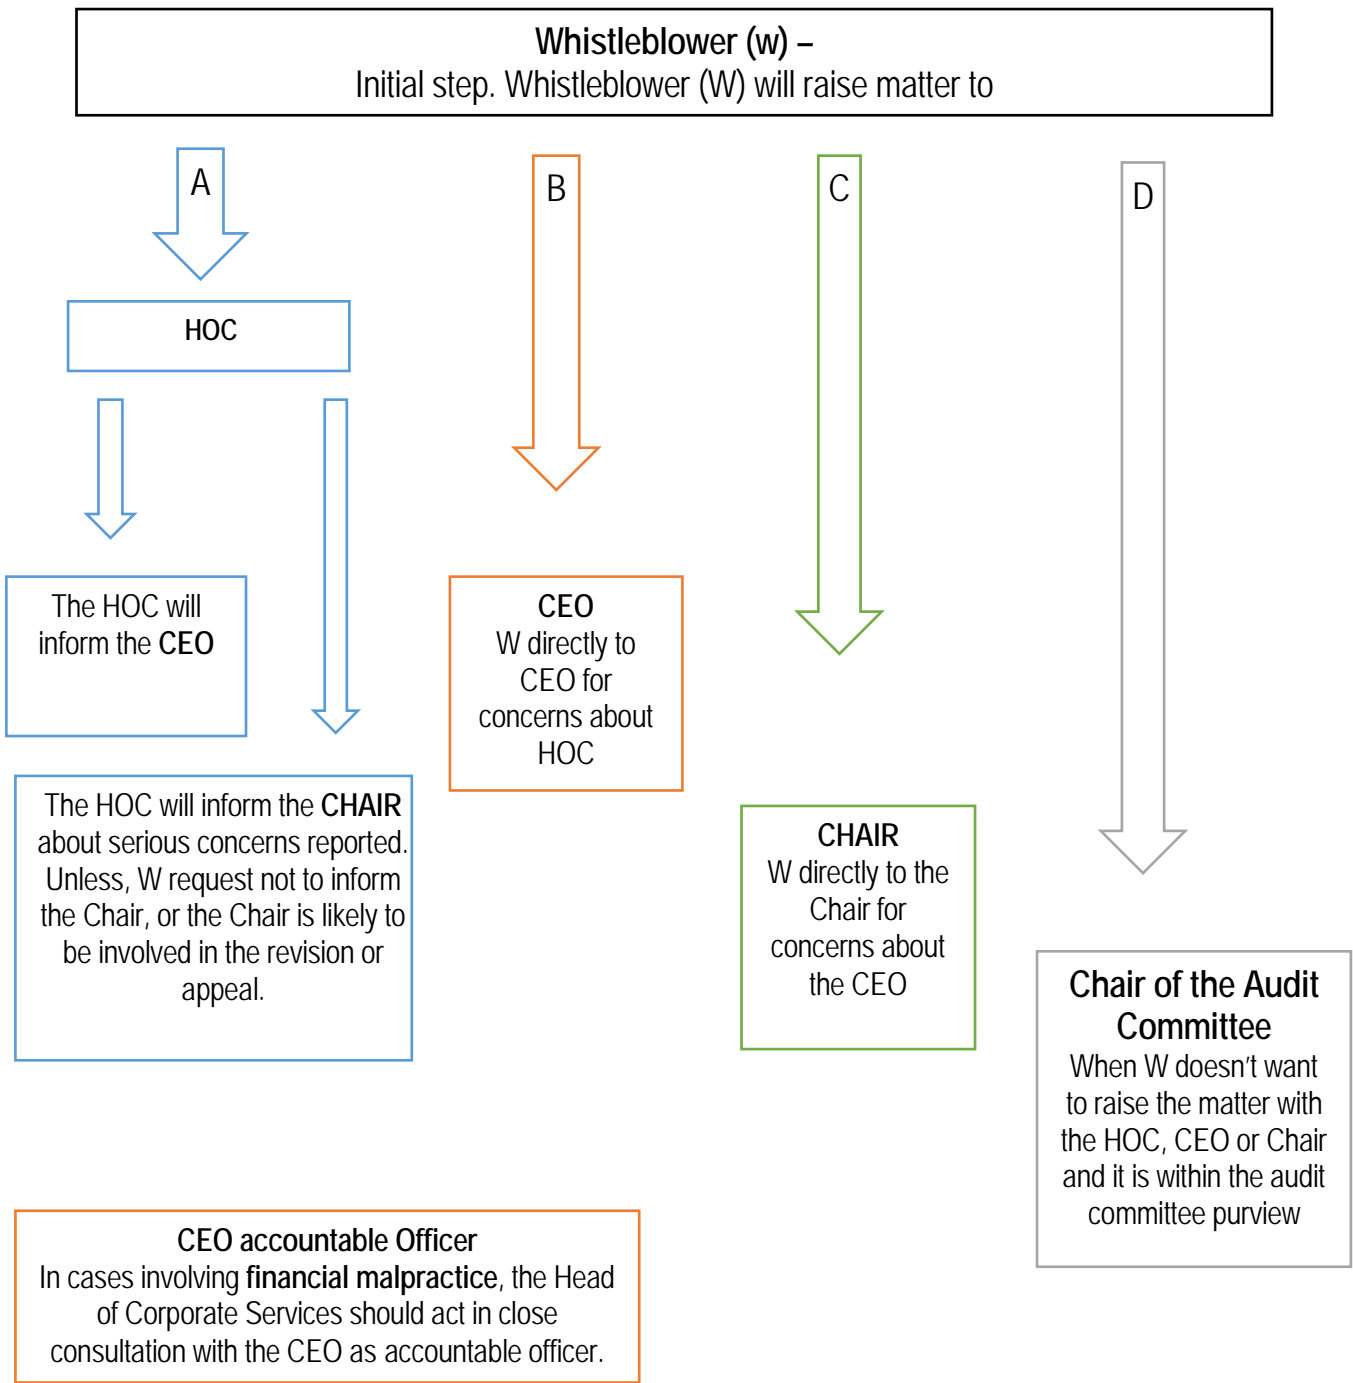 Whistleblower (w) –
Initial step. Whistleblower (W) will raise matter to
A
B
C
D
HOC
The HOC will
inform the CEO
The HOC will inform the CHAIR
about serious concerns reported.
Unless, W request not to inform
the Chair, or the Chair is likely to
be involved in the revision or
appeal.
CEO
W directly to
CEO for
concerns about
HOC
CHAIR
W directly to the
Chair for
concerns about
the CEO
Chair of the Audit
Committee
When W doesn’t want
to raise the matter with
the HOC, CEO or Chair
and it is within the audit
committee purview
CEO accountable Officer
In cases involving financial malpractice, the Head
of Corporate Services should act in close
consultation with the CEO as accountable officer.